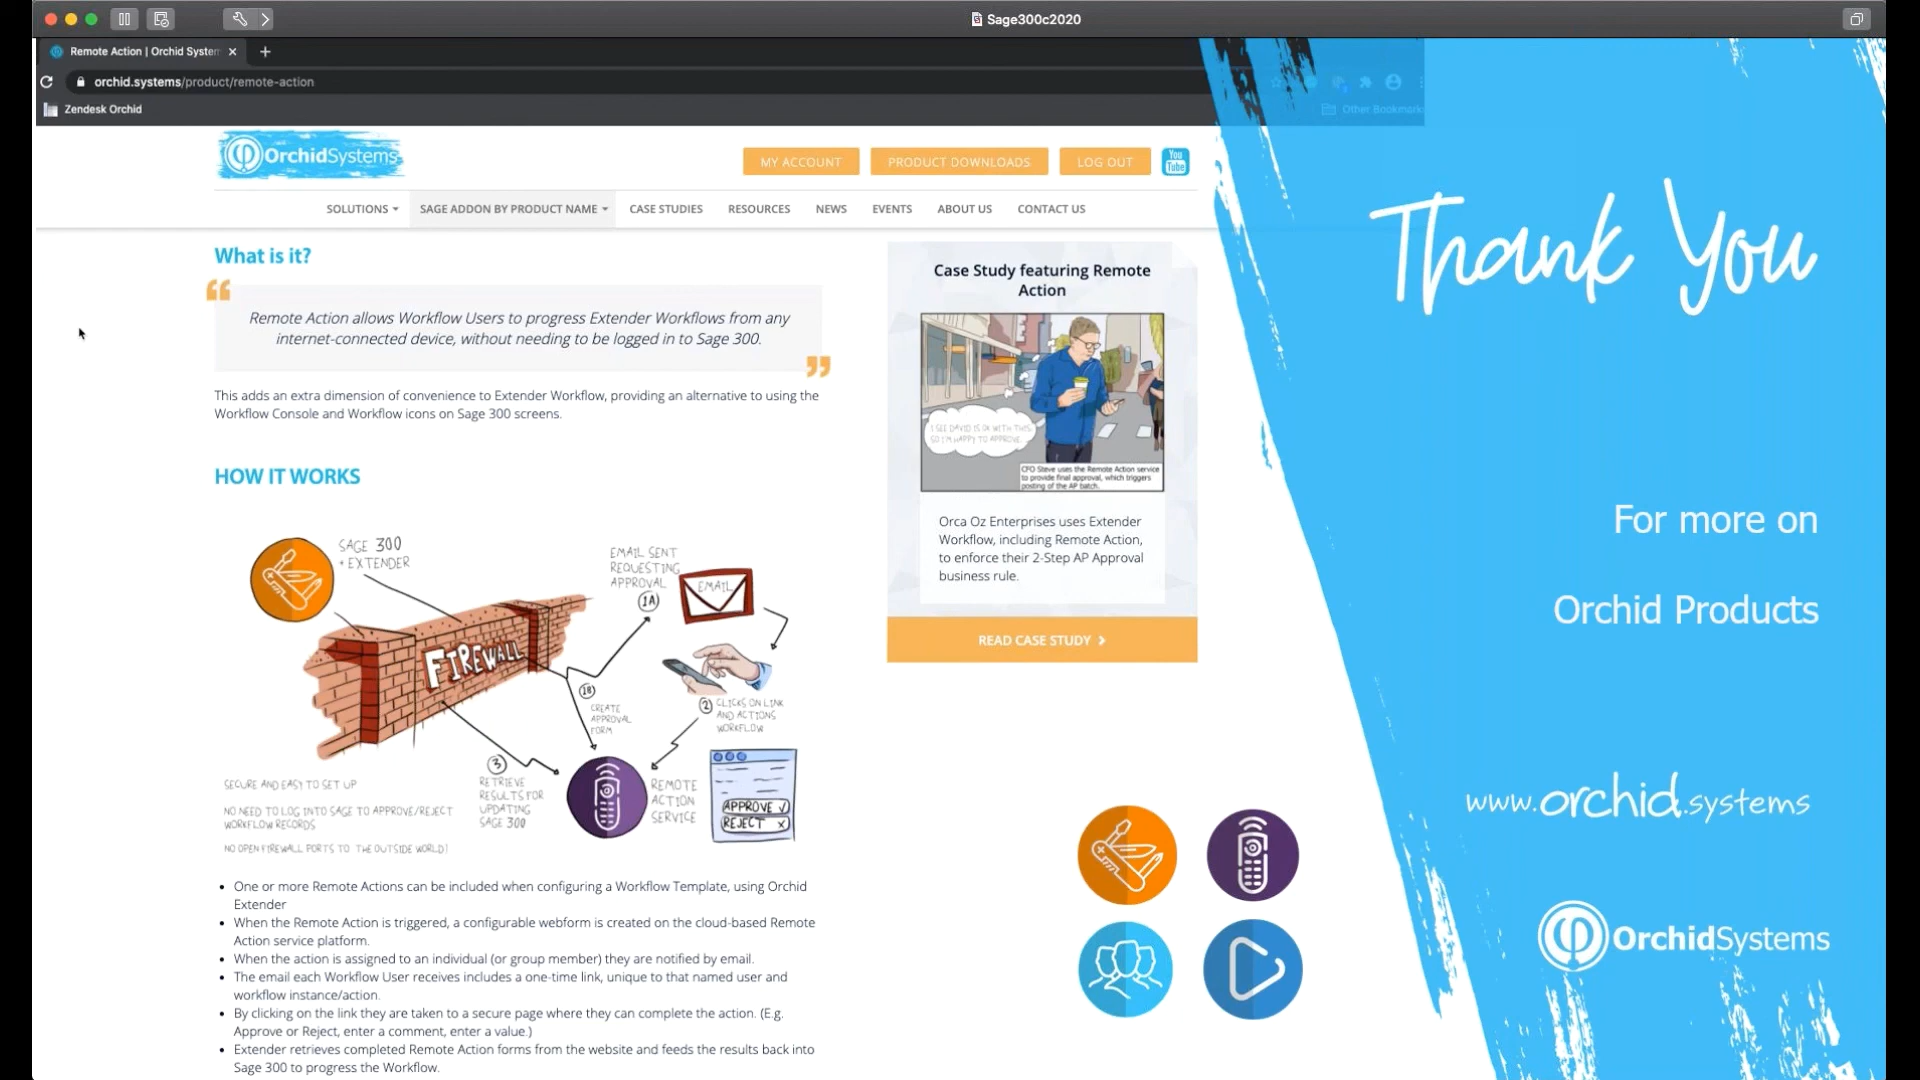 Sage300c2020
Remote Action | Orchid System
orchid.systems/product/remote-action
Zendesk Orchid
Other Bookmarks
OrchidSystems
MY ACCOUNT
PRODUCT DOWNLOADS
LOG OUT
You
Tube
SOLUTIONS
SAGE ADDON BY PRODUCT NAME
CASE STUDIES
RESOURCES
NEWS
EVENTS
ABOUT US
CONTACT US
What is it?
“
Remote Action allows Workflow Users to progress Extender Workflows from any
internet-connected device, without needing to be logged in to Sage 300.
”
This adds an extra dimension of convenience to Extender Workflow, providing an alternative to using the
Workflow Console and Workflow icons on Sage 300 screens.
HOW IT WORKS
SAGE 300
+ EXTENDER
FIREWALL
EMAIL SENT
REQUESTING
APPROVAL
1A
EMAIL
1B
CREATE
APPROVAL
FORM
2 CLICKS ON LINK
AND ACTIONS
WORKFLOW
3
RETRIEVE
RESULTS FOR
UPDATING
SAGE 300
REMOTE
ACTION
SERVICE
APPROVE ✓
REJECT X
SECURE AND EASY TO SET UP
NO NEED TO LOG INTO SAGE TO APPROVE/REJECT
WORKFLOW RECORDS
NO OPEN FIREWALL PORTS TO THE OUTSIDE WORLD!
• One or more Remote Actions can be included when configuring a Workflow Template, using Orchid
Extender
• When the Remote Action is triggered, a configurable webform is created on the cloud-based Remote
Action service platform.
• When the action is assigned to an individual (or group member) they are notified by email.
• The email each Workflow User receives includes a one-time link, unique to that named user and
workflow instance/action.
• By clicking on the link they are taken to a secure page where they can complete the action. (E.g.
Approve or Reject, enter a comment, enter a value.)
• Extender retrieves completed Remote Action forms from the website and feeds the results back into
Sage 300 to progress the Workflow.
Case Study featuring Remote
Action
I SEE DAVID IS OK WITH THIS,
SO I'M HAPPY TO APPROVE.
CFO Steve uses the Remote Action service
to provide final approval, which triggers
posting of the AP batch.
Orca Oz Enterprises uses Extender
Workflow, including Remote Action,
to enforce their 2-Step AP Approval
business rule.
READ CASE STUDY
Thank You
For more on
Orchid Products
www.orchid.systems
OrchidSystems